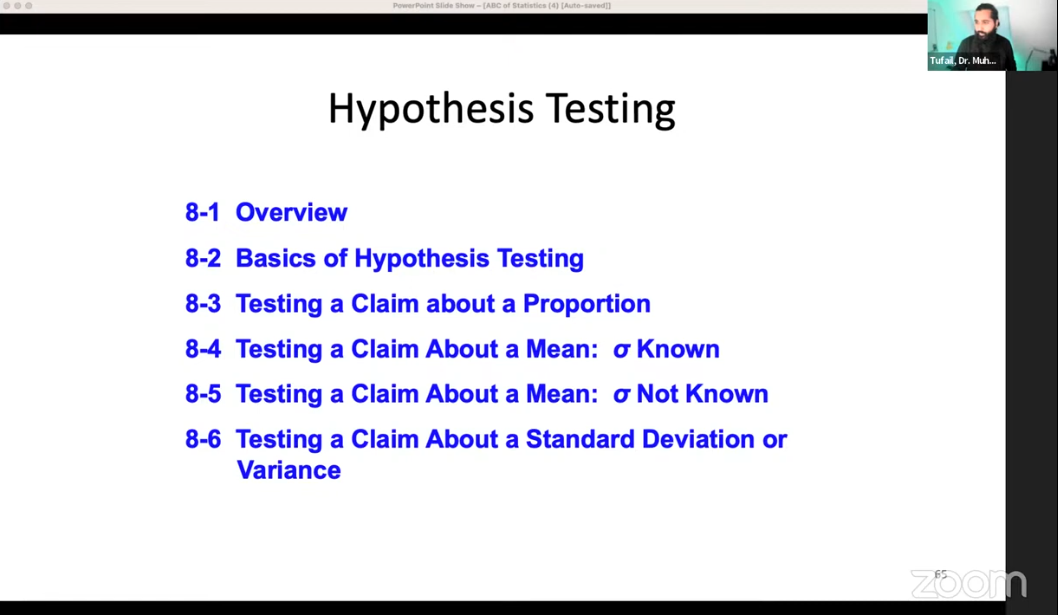 PowerPoint Slide Show – [ABC of Statistics (4) [Auto-saved]]
Tufail, Dr. Muh...
Hypothesis Testing
8-1 Overview
8-2 Basics of Hypothesis Testing
8-3 Testing a Claim about a Proportion
8-4 Testing a Claim About a Mean: σ Known
8-5 Testing a Claim About a Mean: σ Not Known
8-6 Testing a Claim About a Standard Deviation or
Variance
65
zoom